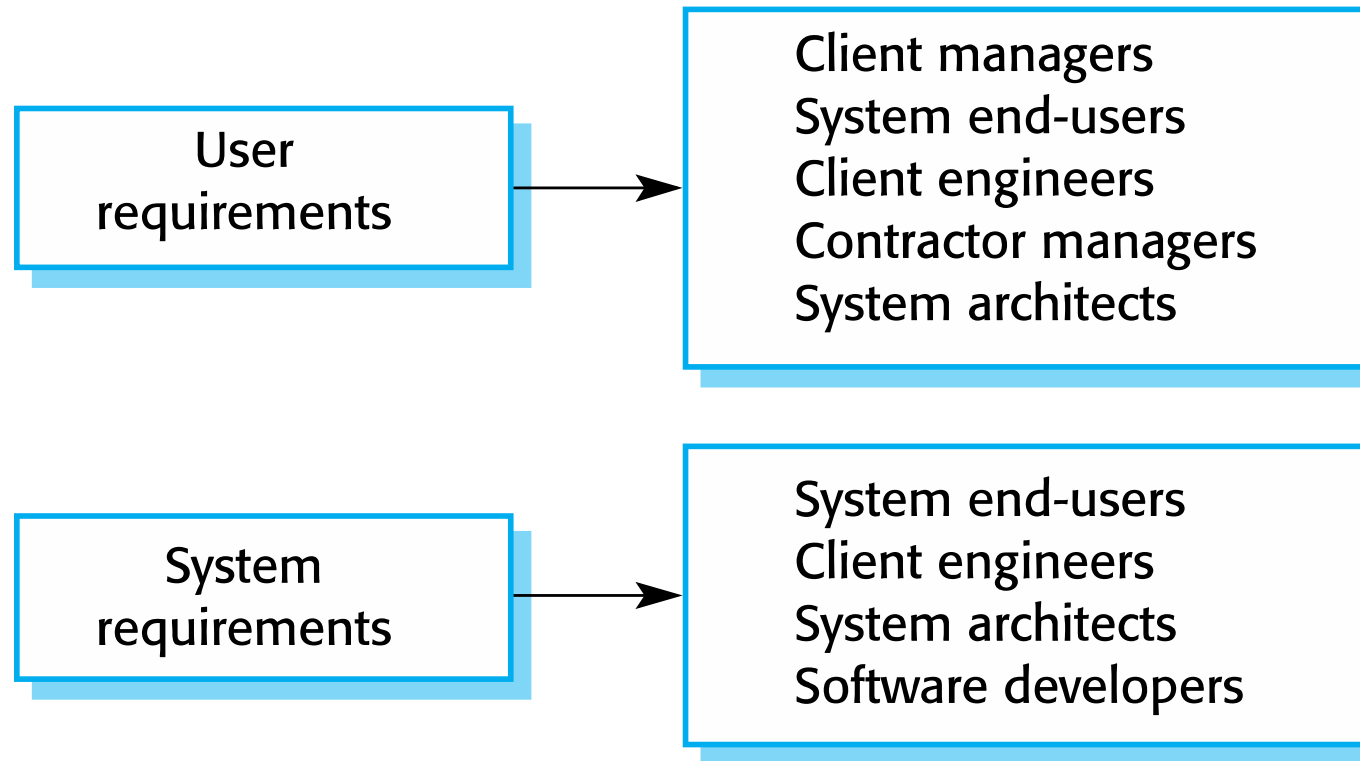 User
requirements
Client managers
System end-users
Client engineers
Contractor managers
System architects
System
requirements
System end-users
Client engineers
System architects
Software developers